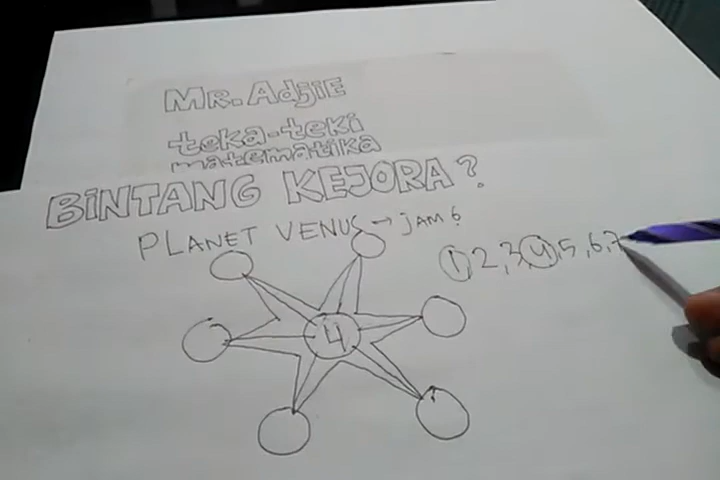 MR. AdjiE
teka-teki
matematika
BiNTANG KEJORA?
PLANET VENUS → jAM 6
1 2,3,4,5,6,7
4